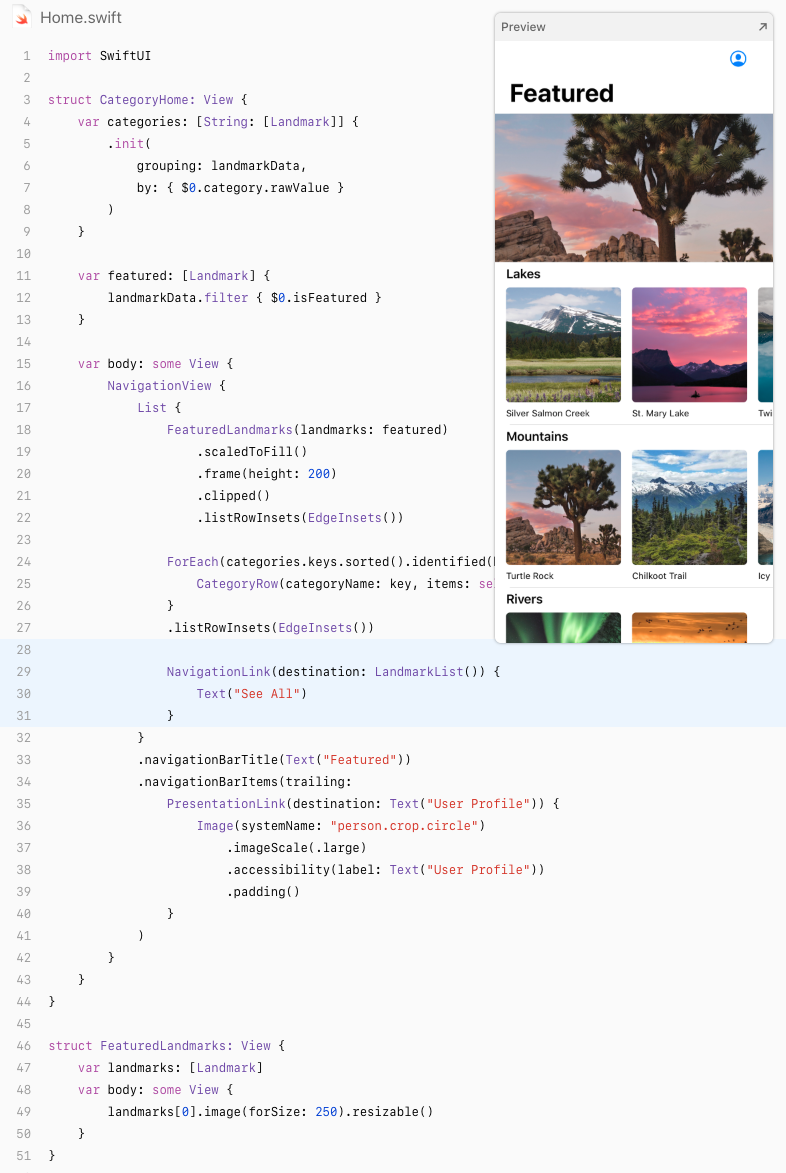 Home.swift
1 import SwiftUI
2
3 struct CategoryHome: View {
4     var categories: [String: [Landmark]] {
5         .init(
6             grouping: landmarkData,
7             by: { $0.category.rawValue }
8         )
9     }
10
11     var featured: [Landmark] {
12         landmarkData.filter { $0.isFeatured }
13     }
14
15     var body: some View {
16         NavigationView {
17             List {
18                 FeaturedLandmarks(landmarks: featured)
19                     .scaledToFill()
20                     .frame(height: 200)
21                     .clipped()
22                     .listRowInsets(EdgeInsets())
23
24                 ForEach(categories.keys.sorted().identified(
25                     CategoryRow(categoryName: key, items:
26                 }
27                 .listRowInsets(EdgeInsets())
28
29                 NavigationLink(destination: LandmarkList()) {
30                     Text("See All")
31                 }
32             }
33             .navigationBarTitle(Text("Featured"))
34             .navigationBarItems(trailing:
35                 PresentationLink(destination: Text("User Profile")) {
36                     Image(systemName: "person.crop.circle")
37                         .imageScale(.large)
38                         .accessibility(label: Text("User Profile"))
39                         .padding()
40                 }
41             )
42         }
43     }
44 }
45
46 struct FeaturedLandmarks: View {
47     var landmarks: [Landmark]
48     var body: some View {
49         landmarks[0].image(forSize: 250).resizable()
50     }
51 }
Preview
Featured
Lakes
Silver Salmon Creek St. Mary Lake Twi
Mountains
Turtle Rock Chilkoot Trail Icy
Rivers